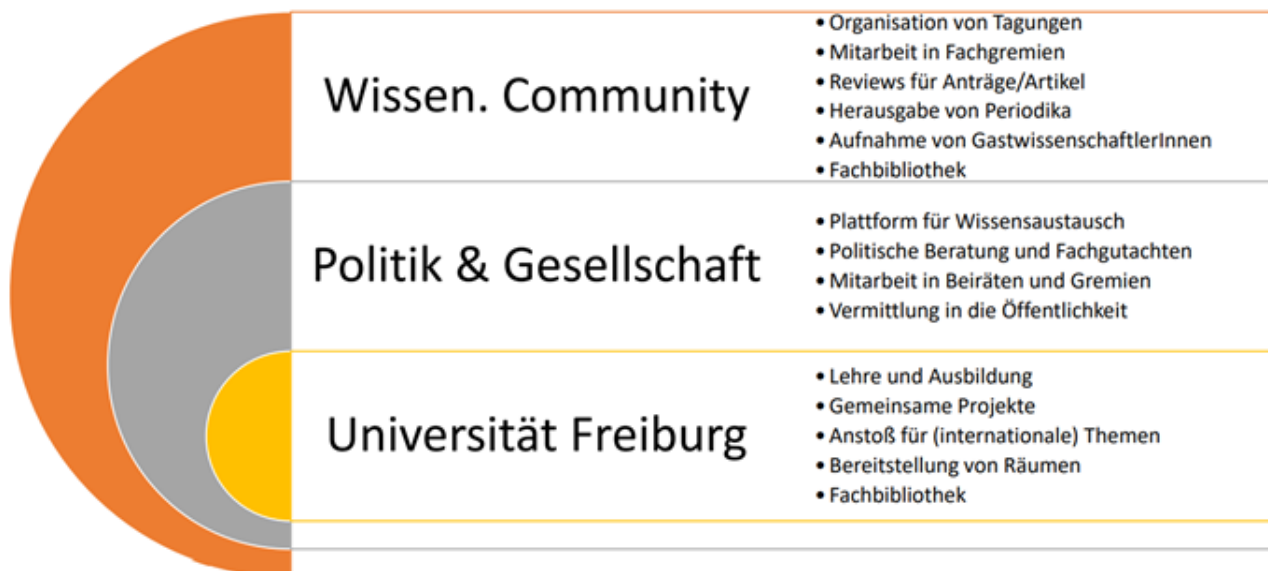 Wissen. Community
• Organisation von Tagungen
• Mitarbeit in Fachgremien
• Reviews für Anträge/Artikel
• Herausgabe von Periodika
• Aufnahme von GastwissenschaftlerInnen
• Fachbibliothek
Politik & Gesellschaft
• Plattform für Wissensaustausch
• Politische Beratung und Fachgutachten
• Mitarbeit in Beiräten und Gremien
• Vermittlung in die Öffentlichkeit
Universität Freiburg
• Lehre und Ausbildung
• Gemeinsame Projekte
• Anstoß für (internationale) Themen
• Bereitstellung von Räumen
• Fachbibliothek